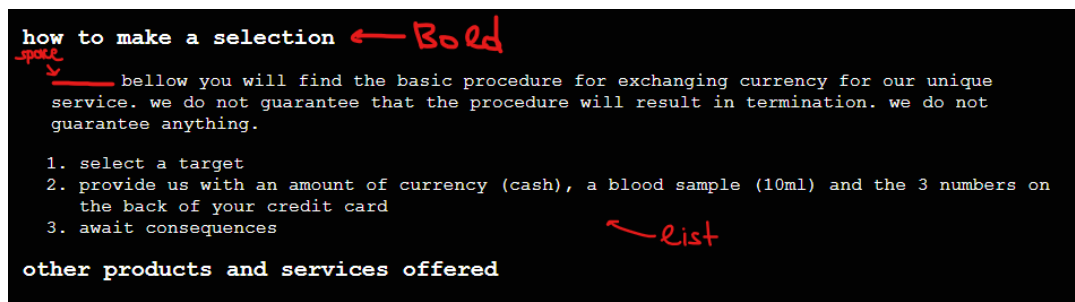 how to make a selection ← Bold
space
bellow you will find the basic procedure for exchanging currency for our unique
service. we do not guarantee that the procedure will result in termination. we do not
guarantee anything.
1. select a target
2. provide us with an amount of currency (cash), a blood sample (10ml) and the 3 numbers on
the back of your credit card
3. await consequences
← list
other products and services offered